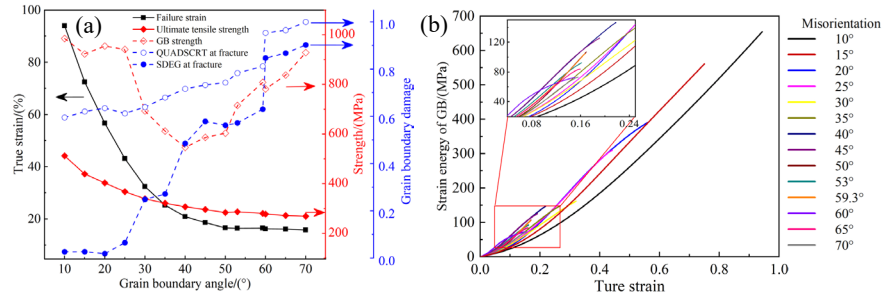 (a)
Failure strain
Ultimate tensile strength
GB strength
QUADSCRT at fracture
SDEG at fracture
True strain/(%)
100
80
60
40
20
10 20 30 40 50 60 70
Grain boundary angle/(°)
1000
800
600
400
200
Strength/(MPa)
1.0
0.8
0.6
0.4
0.2
0.0
Grain boundary damage
(b)
Strain energy of GB/(MPa)
700
600
500
400
300
200
100
0
0.0 0.2 0.4 0.6 0.8 1.0
Ture strain
120
80
40
0.08 0.16 0.24
Misorientation
10°
15°
20°
25°
30°
35°
40°
45°
50°
53°
59.3°
60°
65°
70°